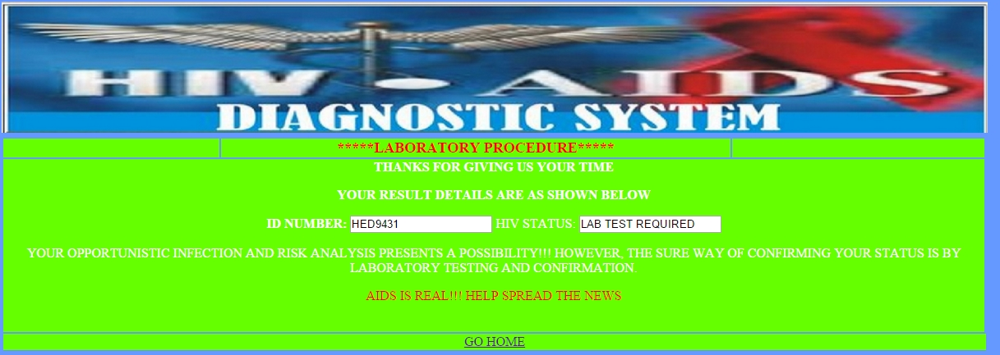 HIV • AIDS
DIAGNOSTIC SYSTEM
*****LABORATORY PROCEDURE*****
THANKS FOR GIVING US YOUR TIME
YOUR RESULT DETAILS ARE AS SHOWN BELOW
ID NUMBER: HED9431 HIV STATUS: LAB TEST REQUIRED
YOUR OPPORTUNISTIC INFECTION AND RISK ANALYSIS PRESENTS A POSSIBILITY!!! HOWEVER, THE SURE WAY OF CONFIRMING YOUR STATUS IS BY
LABORATORY TESTING AND CONFIRMATION.
AIDS IS REAL!!! HELP SPREAD THE NEWS
GO HOME